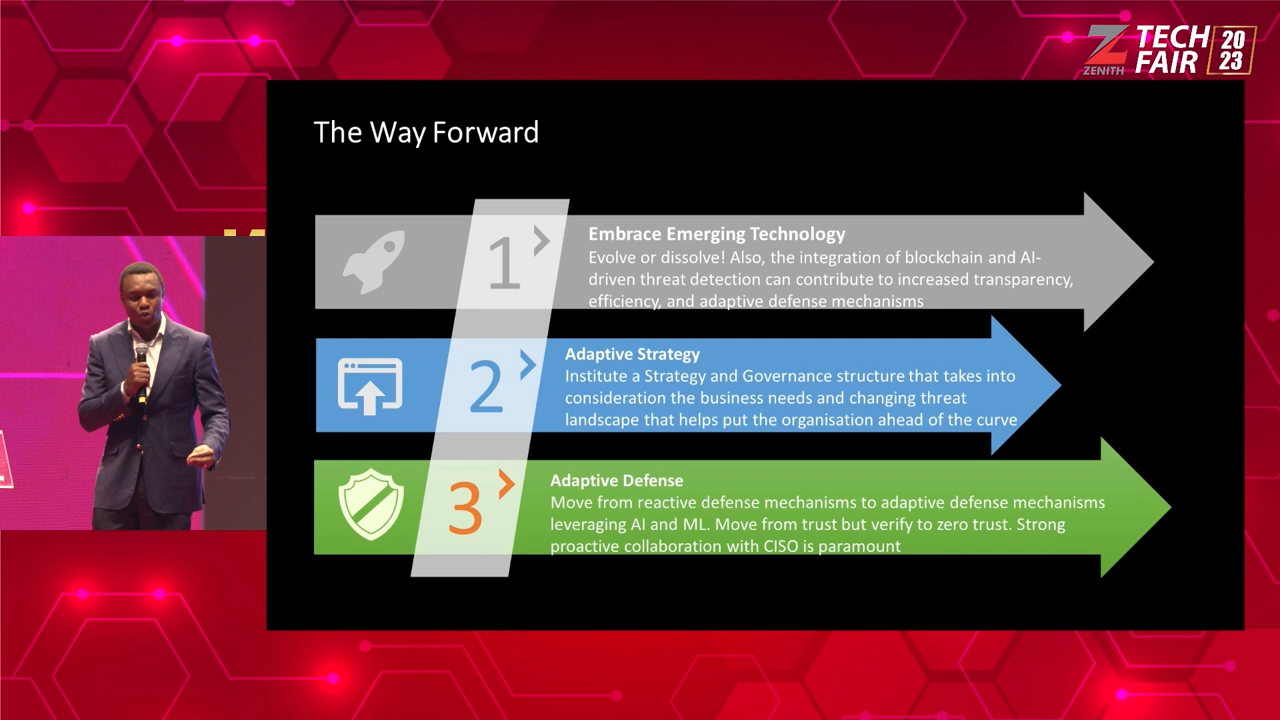 ZENITH
TECH
FAIR
20
23
The Way Forward
1
Embrace Emerging Technology
Evolve or dissolve! Also, the integration of blockchain and AI-
driven threat detection can contribute to increased transparency,
efficiency, and adaptive defense mechanisms
2
Adaptive Strategy
Institute a Strategy and Governance structure that takes into
consideration the business needs and changing threat
landscape that helps put the organisation ahead of the curve
3
Adaptive Defense
Move from reactive defense mechanisms to adaptive defense mechanisms
leveraging AI and ML. Move from trust but verify to zero trust. Strong
proactive collaboration with CISO is paramount